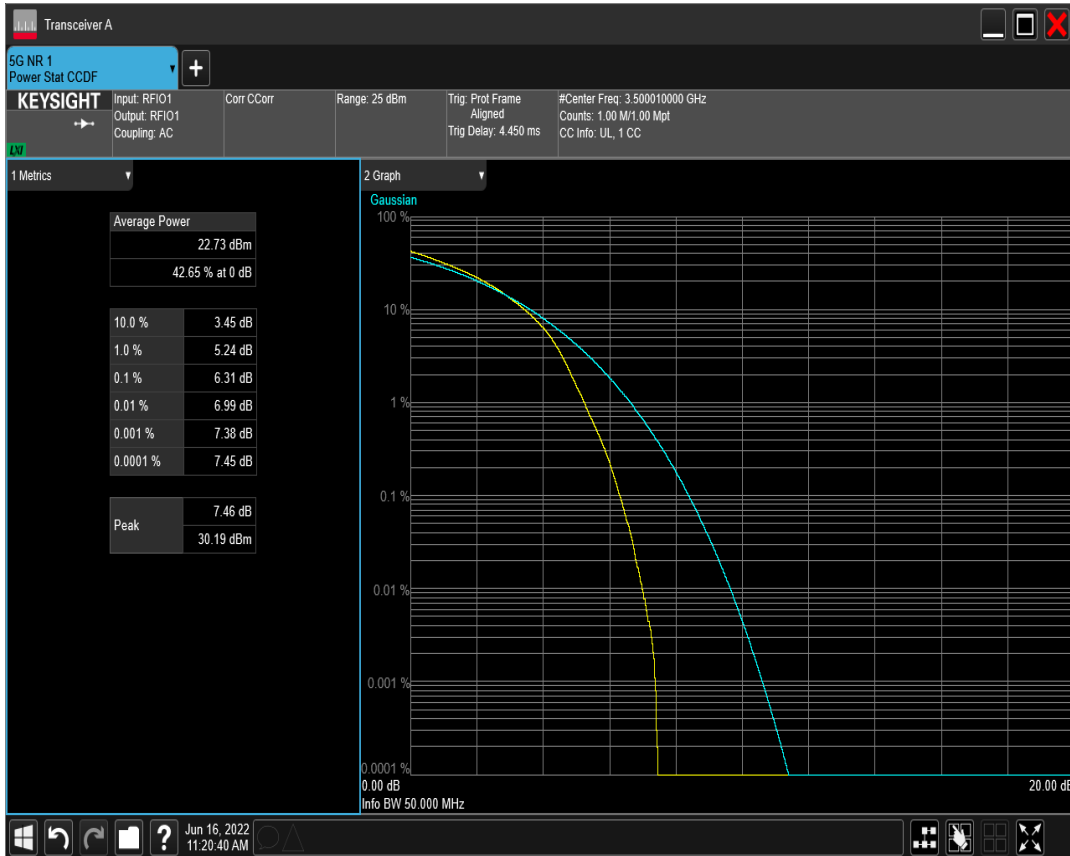 Transceiver A
5G NR 1
Power Stat CCDF
KEYSIGHT
LXI
Input: RFIO1
Output: RFIO1
Coupling: AC
Corr CCorr
Range: 25 dBm
Trig: Prot Frame
Aligned
Trig Delay: 4.450 ms
#Center Freq: 3.500010000 GHz
Counts: 1.00 M/1.00 Mpt
CC Info: UL, 1 CC
1 Metrics
Average Power
22.73 dBm
42.65 % at 0 dB
10.0 % 3.45 dB
1.0 % 5.24 dB
0.1 % 6.31 dB
0.01 % 6.99 dB
0.001 % 7.38 dB
0.0001 % 7.45 dB
Peak 7.46 dB
30.19 dBm
2 Graph
Gaussian
100 %
10 %
1 %
0.1 %
0.01 %
0.001 %
0.0001 %
0.00 dB 20.00 dB
Info BW 50.000 MHz
?
Jun 16, 2022
11:20:40 AM